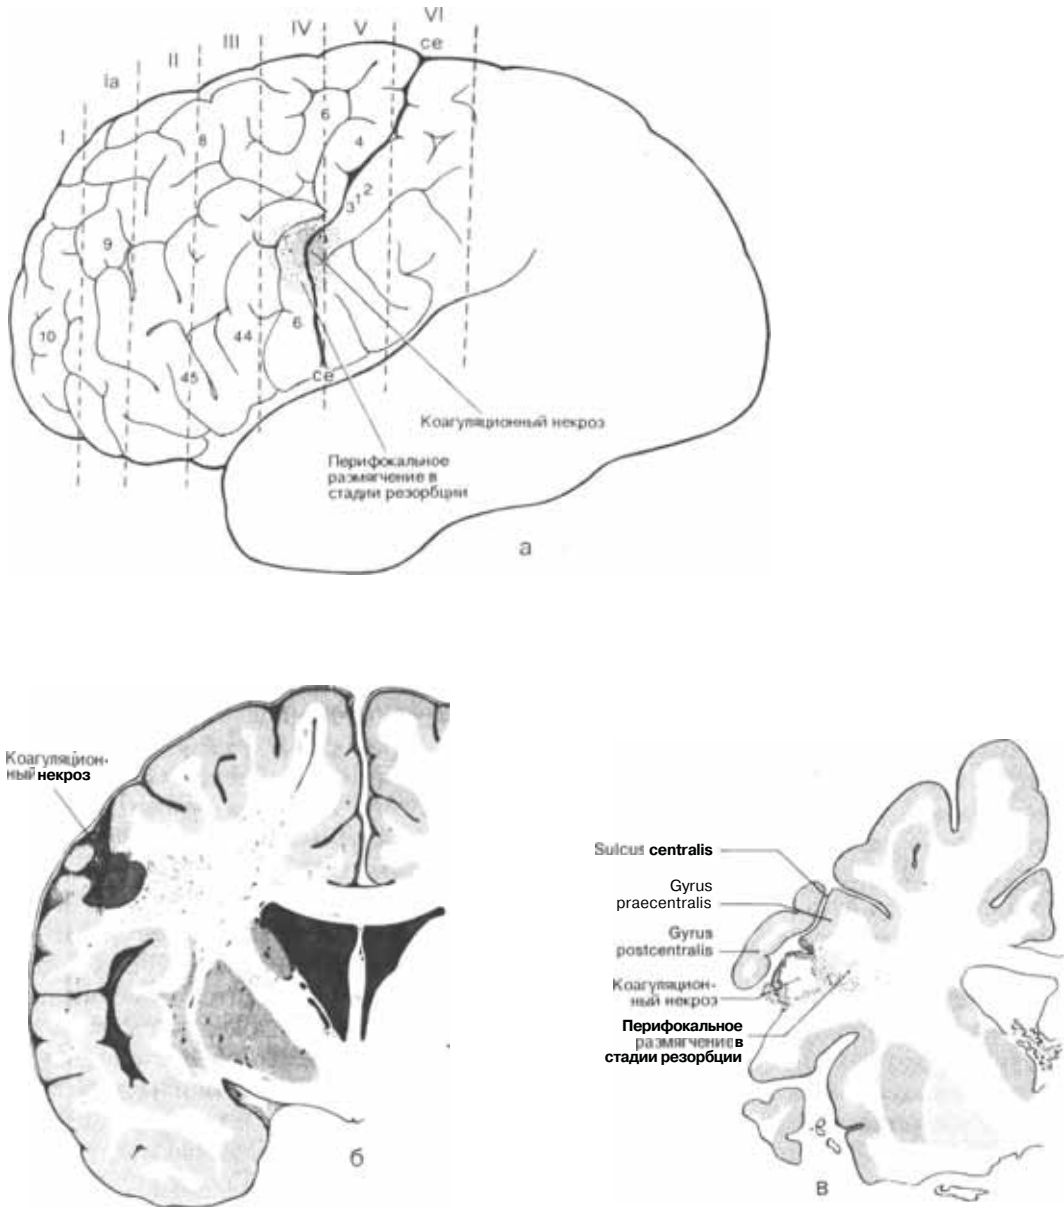 I
Ia
II
III
IV
V
VI
ce
6
8
4
3 1 2
9
10
44
6
45
ce
Коагуляционный некроз
Перифокальное
размягчение в
стадии резорбции
а
Коагуляцион-
ный некроз
б
Sulcus centralis
Gyrus
praecentralis
Gyrus
postcentralis
Коагуляцион-
ный некроз
Перифокальное
размягчение в
стадии резорбции
в